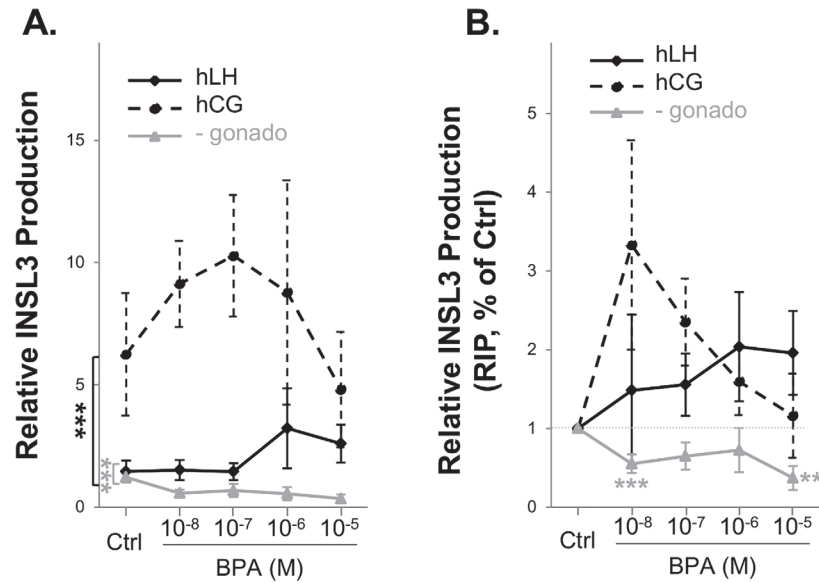 A.
Relative INSL3 Production
15
10
5
0
hLH
hCG
- gonado
***
***
Ctrl
10-8
10-7
10-6
10-5
BPA (M)
B.
Relative INSL3 Production
(RIP, % of Ctrl)
5
4
3
2
1
0
hLH
hCG
- gonado
***
**
Ctrl
10-8
10-7
10-6
10-5
BPA (M)